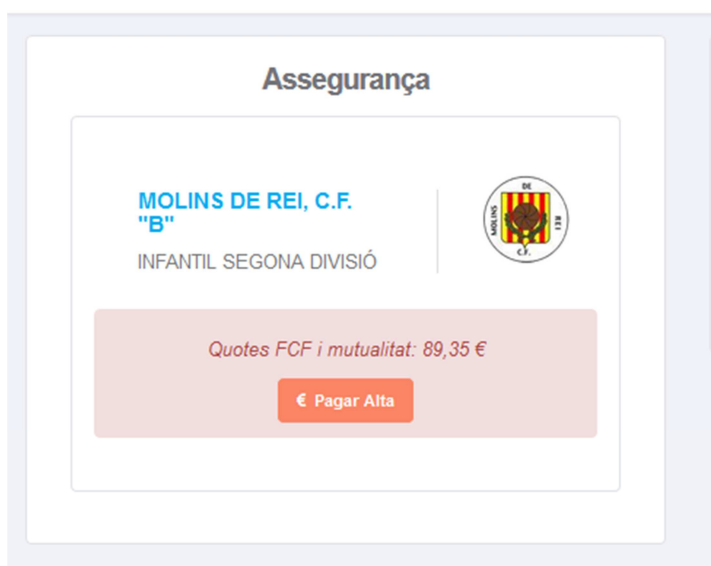 Assegurança
MOLINS DE REI, C.F.
"B"
INFANTIL SEGONA DIVISIÓ
DE
MOLINS
REI
C.F.
Quotes FCF i mutualitat: 89,35 €
€ Pagar Alta